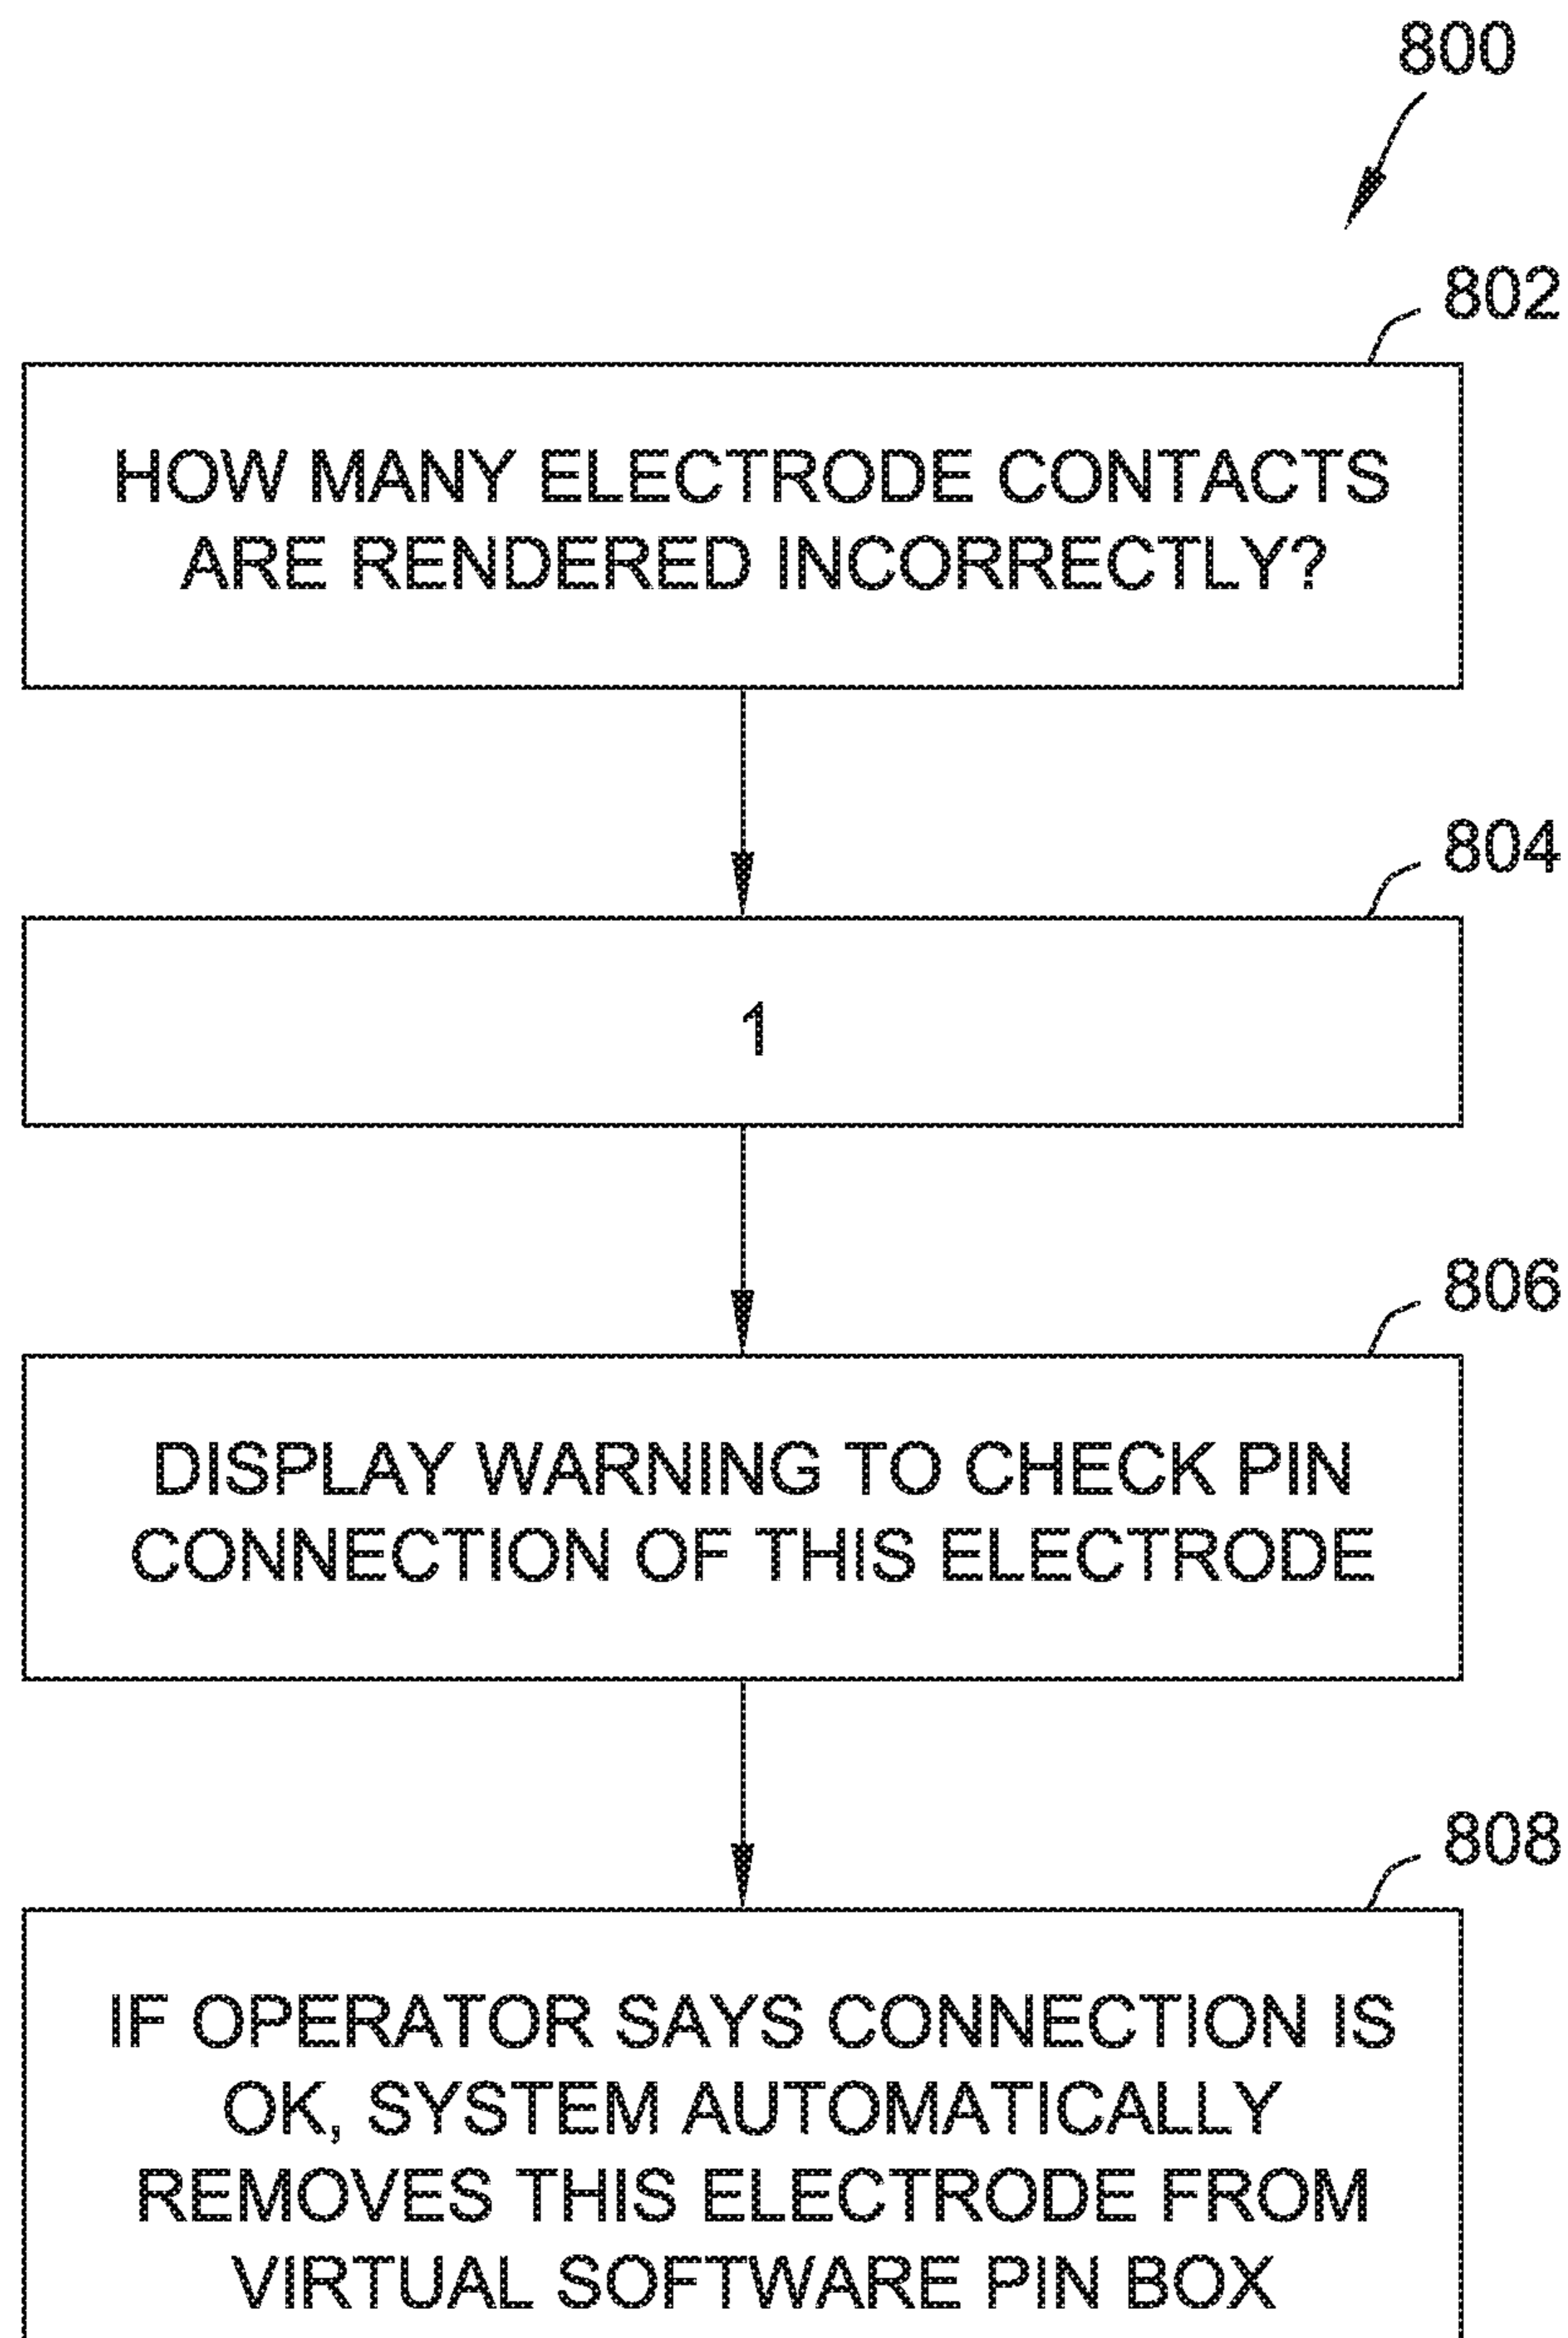 800
802
HOW MANY ELECTRODE CONTACTS
ARE RENDERED INCORRECTLY?
804
1
806
DISPLAY WARNING TO CHECK PIN
CONNECTION OF THIS ELECTRODE
808
IF OPERATOR SAYS CONNECTION IS
OK, SYSTEM AUTOMATICALLY
REMOVES THIS ELECTRODE FROM
VIRTUAL SOFTWARE PIN BOX